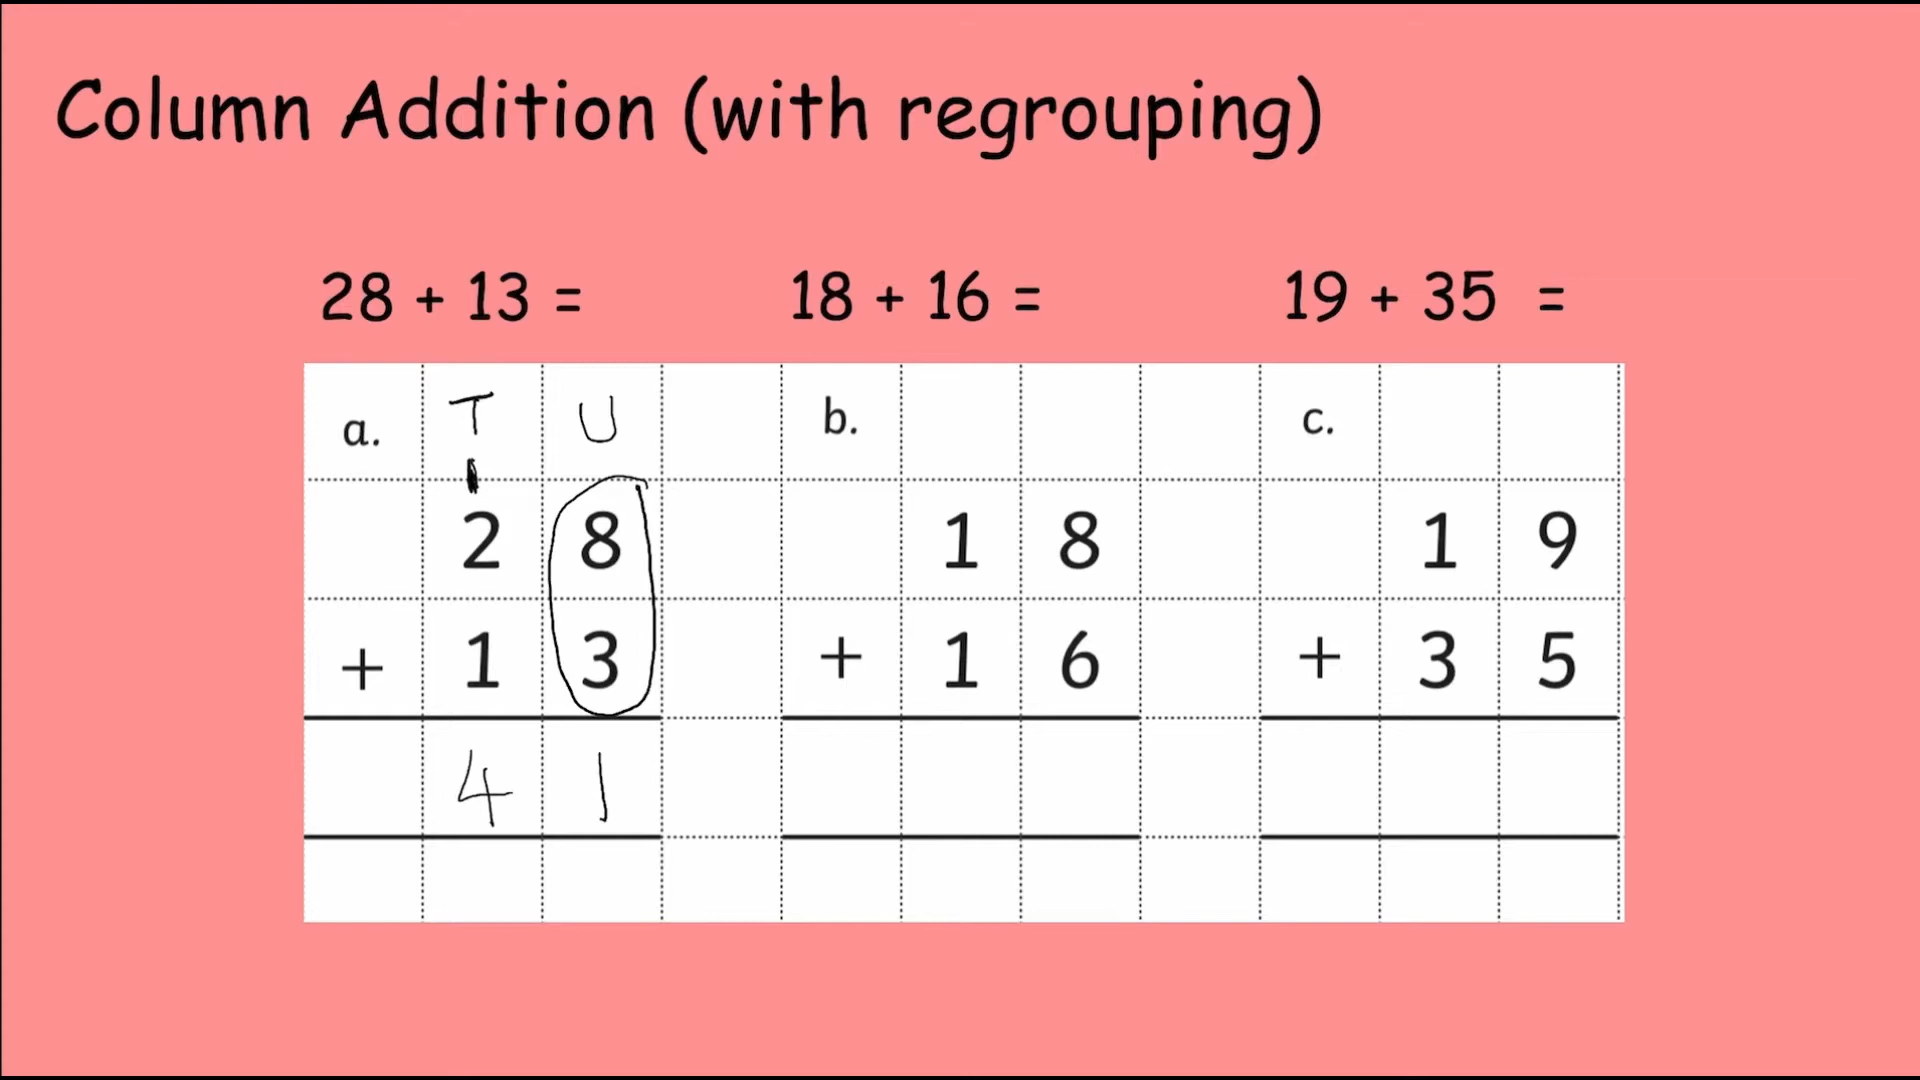 Column Addition (with regrouping)
28 + 13 =
18 + 16 =
19 + 35 =
a. T U
b.
c.
1
2 8
1 8
1 9
+ 1 3
+ 1 6
+ 3 5
4 1